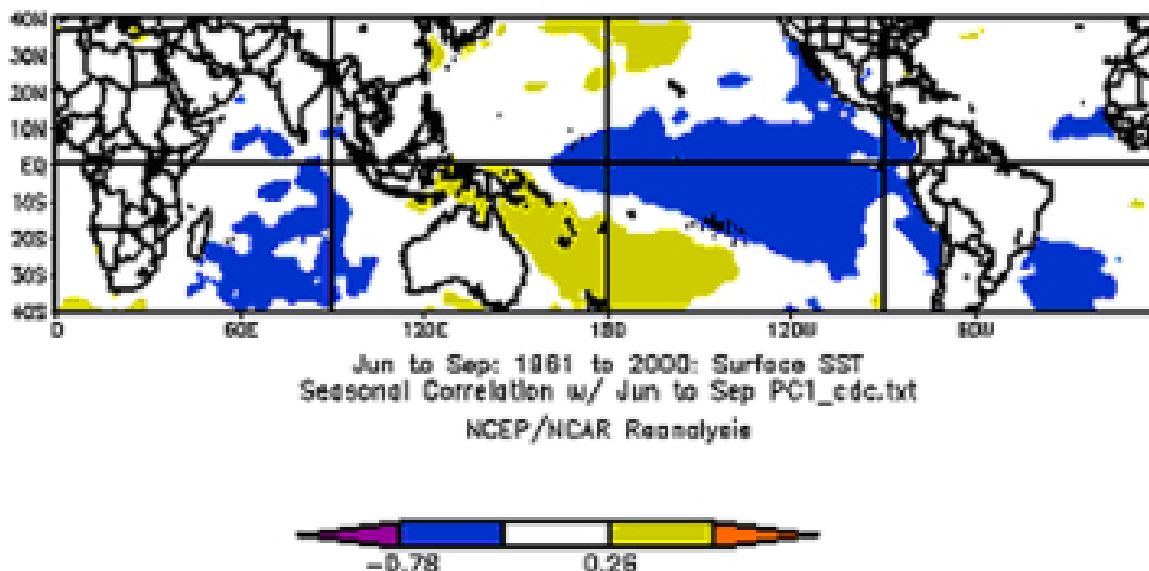 40N
30N
20N
10N
EQ
10S
20S
30S
40S
0 60E 120E 180 120W 60W
Jun to Sep: 1961 to 2000: Surface SST
Seasonal Correlation w/ Jun to Sep PC1_cdc.txt
NCEP/NCAR Reanalysis
-0.78 0.26